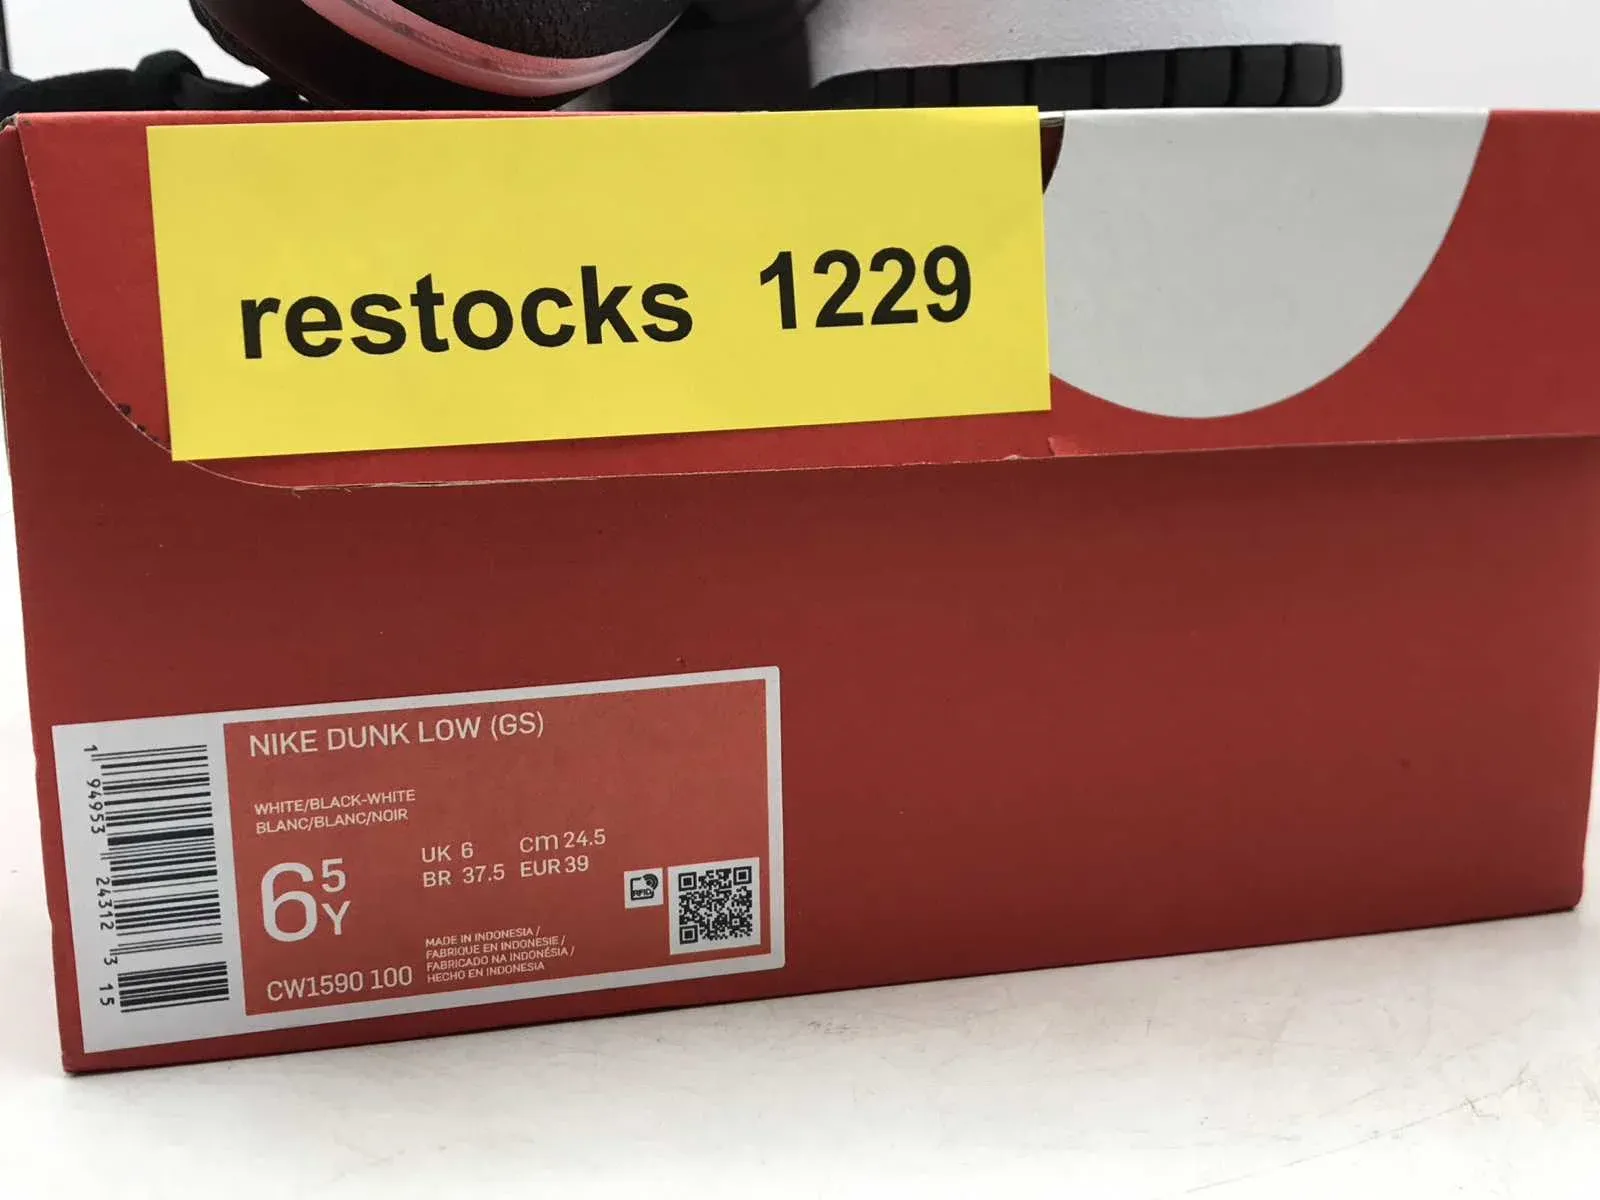 restocks 1229
NIKE DUNK LOW (GS)
WHITE/BLACK-WHITE
BLANC/BLANC/NOIR
6 5 Y
UK 6 cm 24.5
BR 37.5 EUR 39
RFID
MADE IN INDONESIA /
FABRIQUE EN INDONESIE /
FABRICADO NA INDONÉSIA /
HECHO EN INDONESIA
CW1590 100
1 94953 24312 3 15